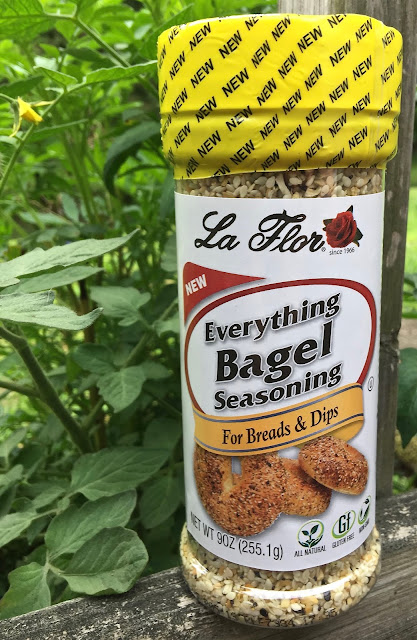 NEW NEW NEW NEW NEW NEW
La Flor
since 1966
NEW
Everything
Bagel
Seasoning
For Breads & Dips
NET WT 9OZ (255.1g)
ALL NATURAL
Gf
GLUTEN FREE